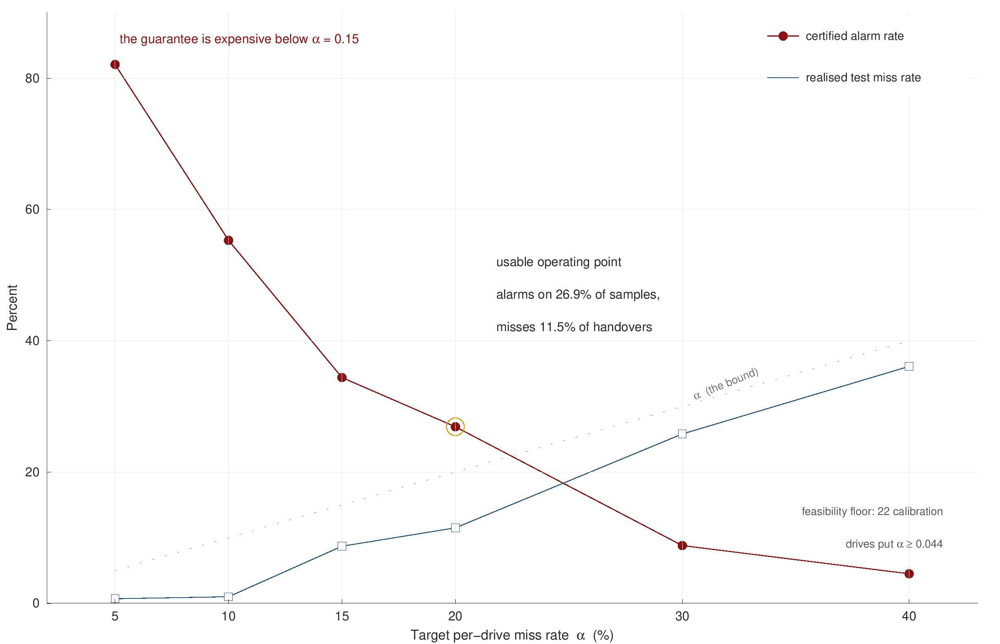 the guarantee is expensive below α = 0.15
certified alarm rate
realised test miss rate
80
60
40
20
0
Percent
usable operating point
alarms on 26.9% of samples,
misses 11.5% of handovers
α (the bound)
feasibility floor: 22 calibration
drives put α ≥ 0.044
5
10
15
20
30
40
Target per−drive miss rate α (%)